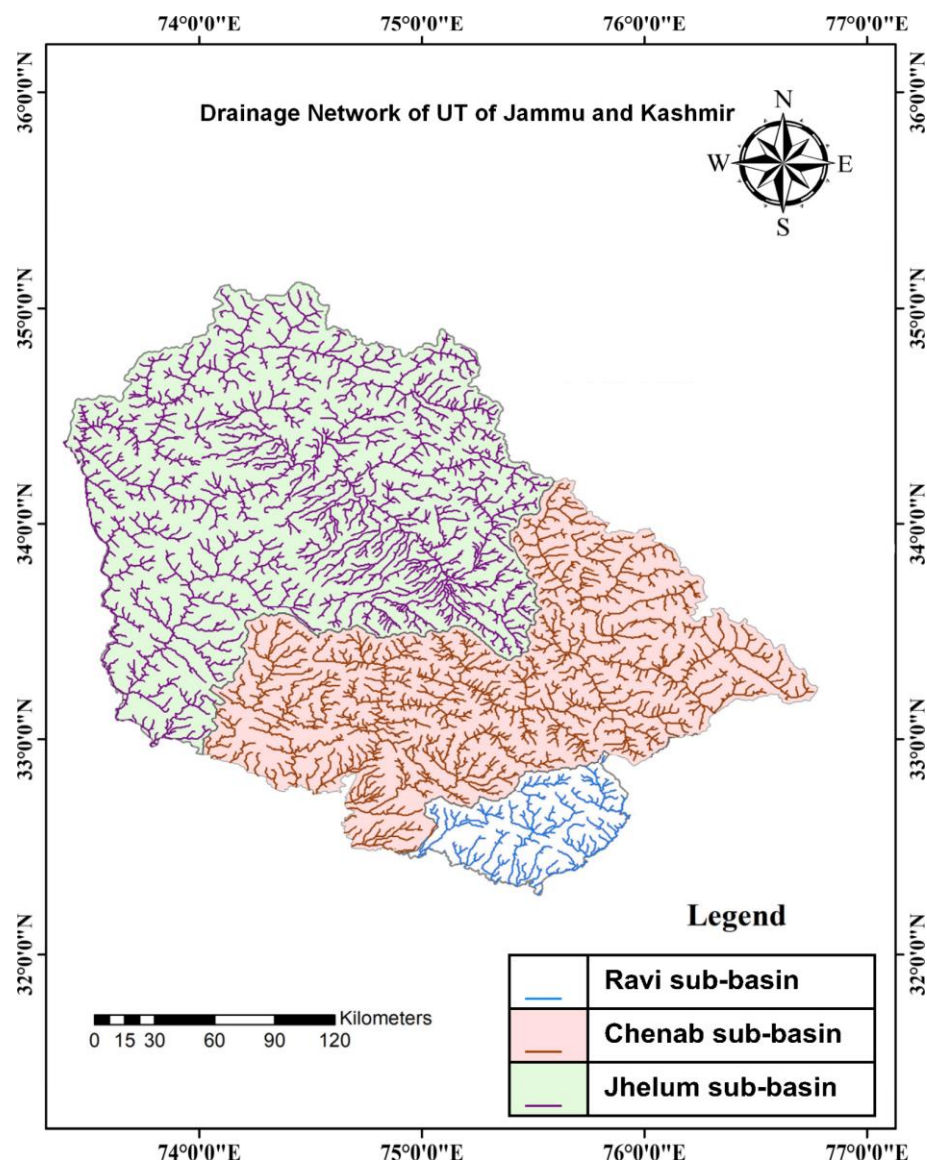 74°0'0"E 75°0'0"E 76°0'0"E 77°0'0"E
36°0'0"N
36°0'0"N
Drainage Network of UT of Jammu and Kashmir
N
W
E
S
35°0'0"N
35°0'0"N
34°0'0"N
34°0'0"N
33°0'0"N
33°0'0"N
32°0'0"N
32°0'0"N
Legend
Ravi sub-basin
Chenab sub-basin
Jhelum sub-basin
Kilometers
0 15 30 60 90 120
74°0'0"E 75°0'0"E 76°0'0"E 77°0'0"E